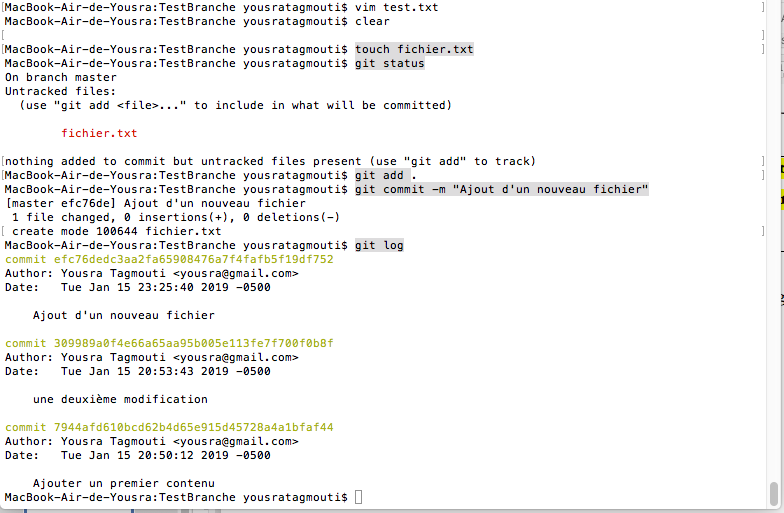 MacBook-Air-de-Yousra:TestBranche yousratagmouti$ vim test.txt
MacBook-Air-de-Yousra:TestBranche yousratagmouti$ clear
MacBook-Air-de-Yousra:TestBranche yousratagmouti$ touch fichier.txt
MacBook-Air-de-Yousra:TestBranche yousratagmouti$ git status
On branch master
Untracked files:
  (use "git add <file>..." to include in what will be committed)
        fichier.txt
nothing added to commit but untracked files present (use "git add" to track)
MacBook-Air-de-Yousra:TestBranche yousratagmouti$ git add .
MacBook-Air-de-Yousra:TestBranche yousratagmouti$ git commit -m "Ajout d'un nouveau fichier"
[master efc76de] Ajout d'un nouveau fichier
 1 file changed, 0 insertions(+), 0 deletions(-)
 create mode 100644 fichier.txt
MacBook-Air-de-Yousra:TestBranche yousratagmouti$ git log
commit efc76dedc3aa2fa65908476a7f4fafb5f19df752
Author: Yousra Tagmouti <yousra@gmail.com>
Date:   Tue Jan 15 23:25:40 2019 -0500
    Ajout d'un nouveau fichier
commit 309989a0f4e66a65aa95b005e113fe7f700f0b8f
Author: Yousra Tagmouti <yousra@gmail.com>
Date:   Tue Jan 15 20:53:43 2019 -0500
    une deuxième modification
commit 7944afd610bcd62b4d65e915d45728a4a1bfaf44
Author: Yousra Tagmouti <yousra@gmail.com>
Date:   Tue Jan 15 20:50:12 2019 -0500
    Ajouter un premier contenu
MacBook-Air-de-Yousra:TestBranche yousratagmouti$